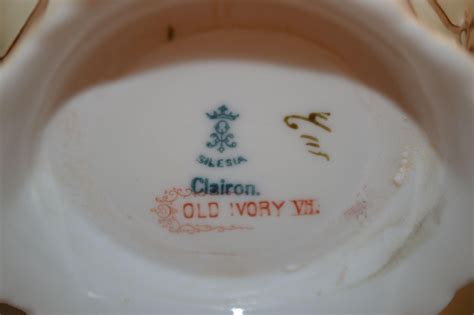 SILESIA
Clairon.
OLD IVORY VII.